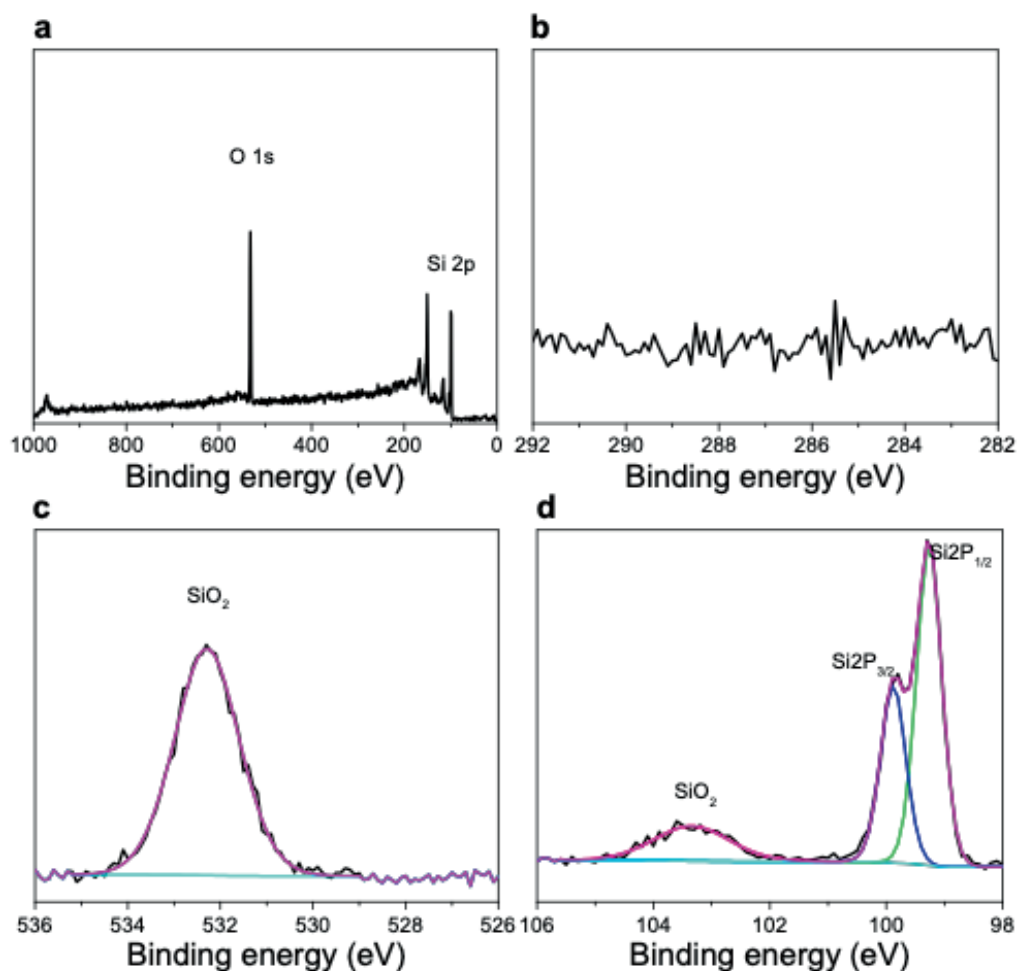 a
O 1s
Si 2p
1000 800 600 400 200 0
Binding energy (eV)
b
292 290 288 286 284 282
Binding energy (eV)
c
SiO₂
536 534 532 530 528 526
Binding energy (eV)
d
Si2P₁/₂
Si2P₃/₂
SiO₂
106 104 102 100 98
Binding energy (eV)